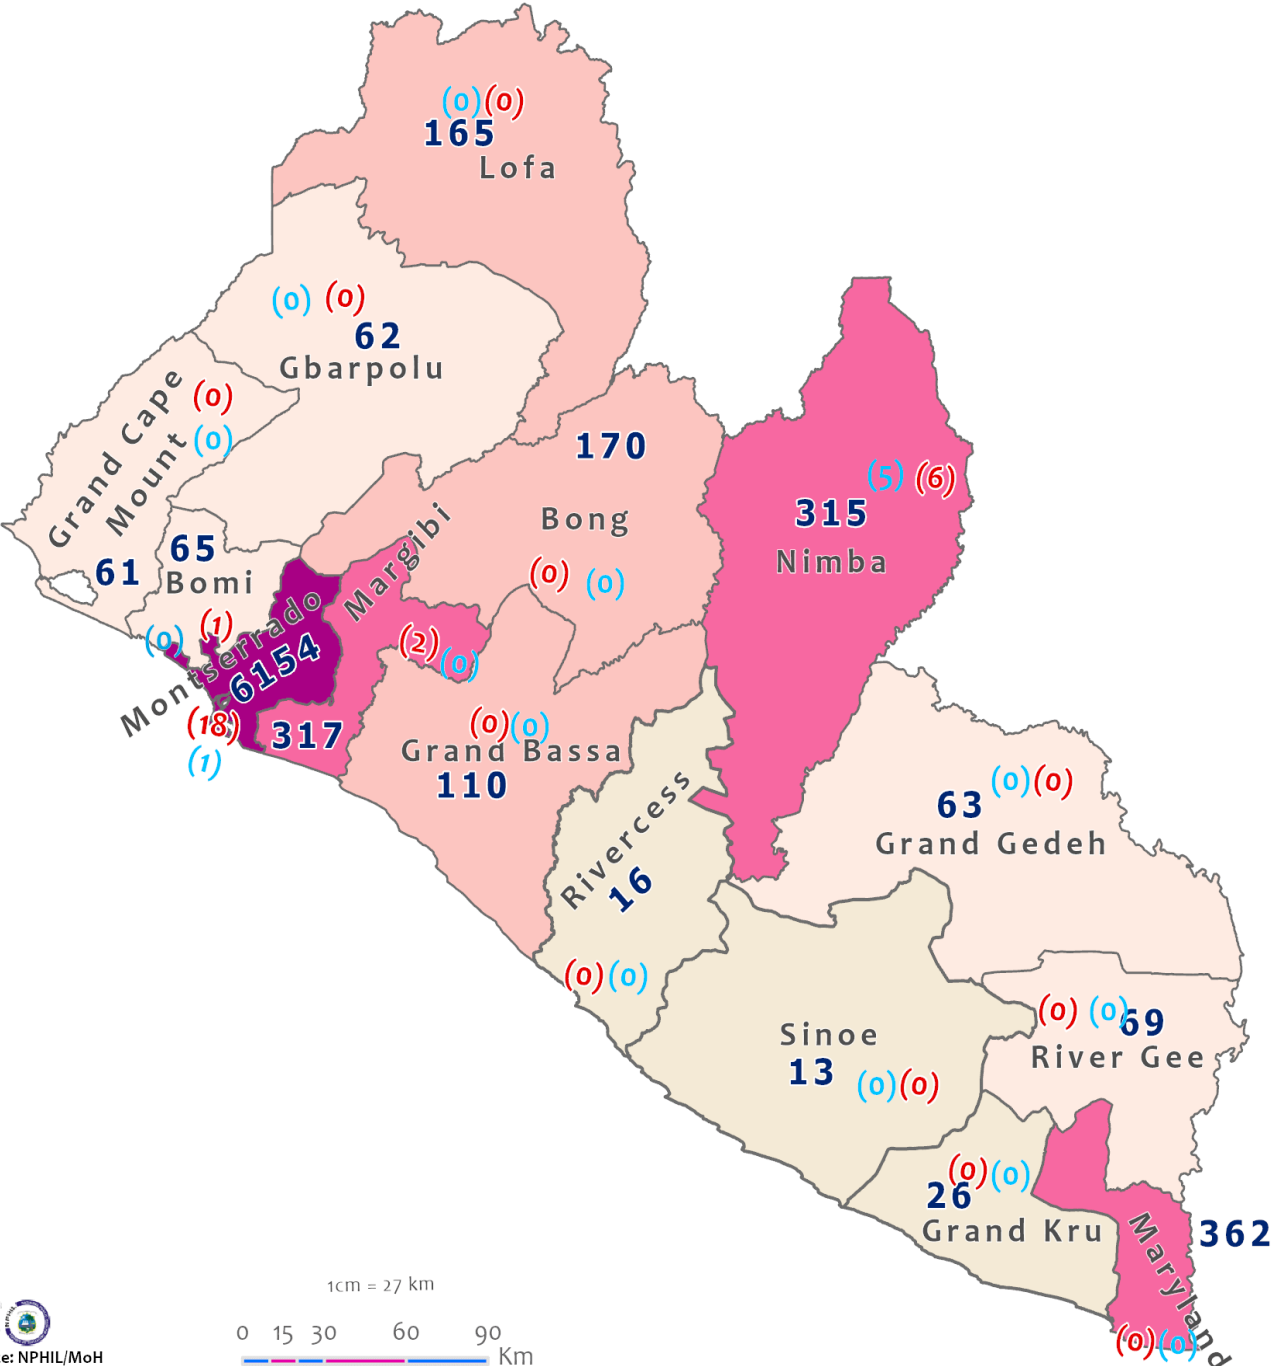 (0)(0)
165
Lofa
(0) (0)
62
Gbarpolu
(0)
(0)
Grand Cape
Mount
61
65
Bomi
(0) (1)
Montserrado
6154
(18)
(1)
Margibi
(2) (0)
317
170
Bong
(0) (0)
(5) (6)
315
Nimba
(0)(0)
Grand Bassa
110
Rivercess
16
(0)(0)
(0)(0)
63
Grand Gedeh
(0) (0)
69
River Gee
Sinoe
13
(0)(0)
(0)(0)
26
Grand Kru
362
Maryland
(0)(0)
1cm = 27 km
0 15 30 60 90
Km
e: NPHIL/MoH